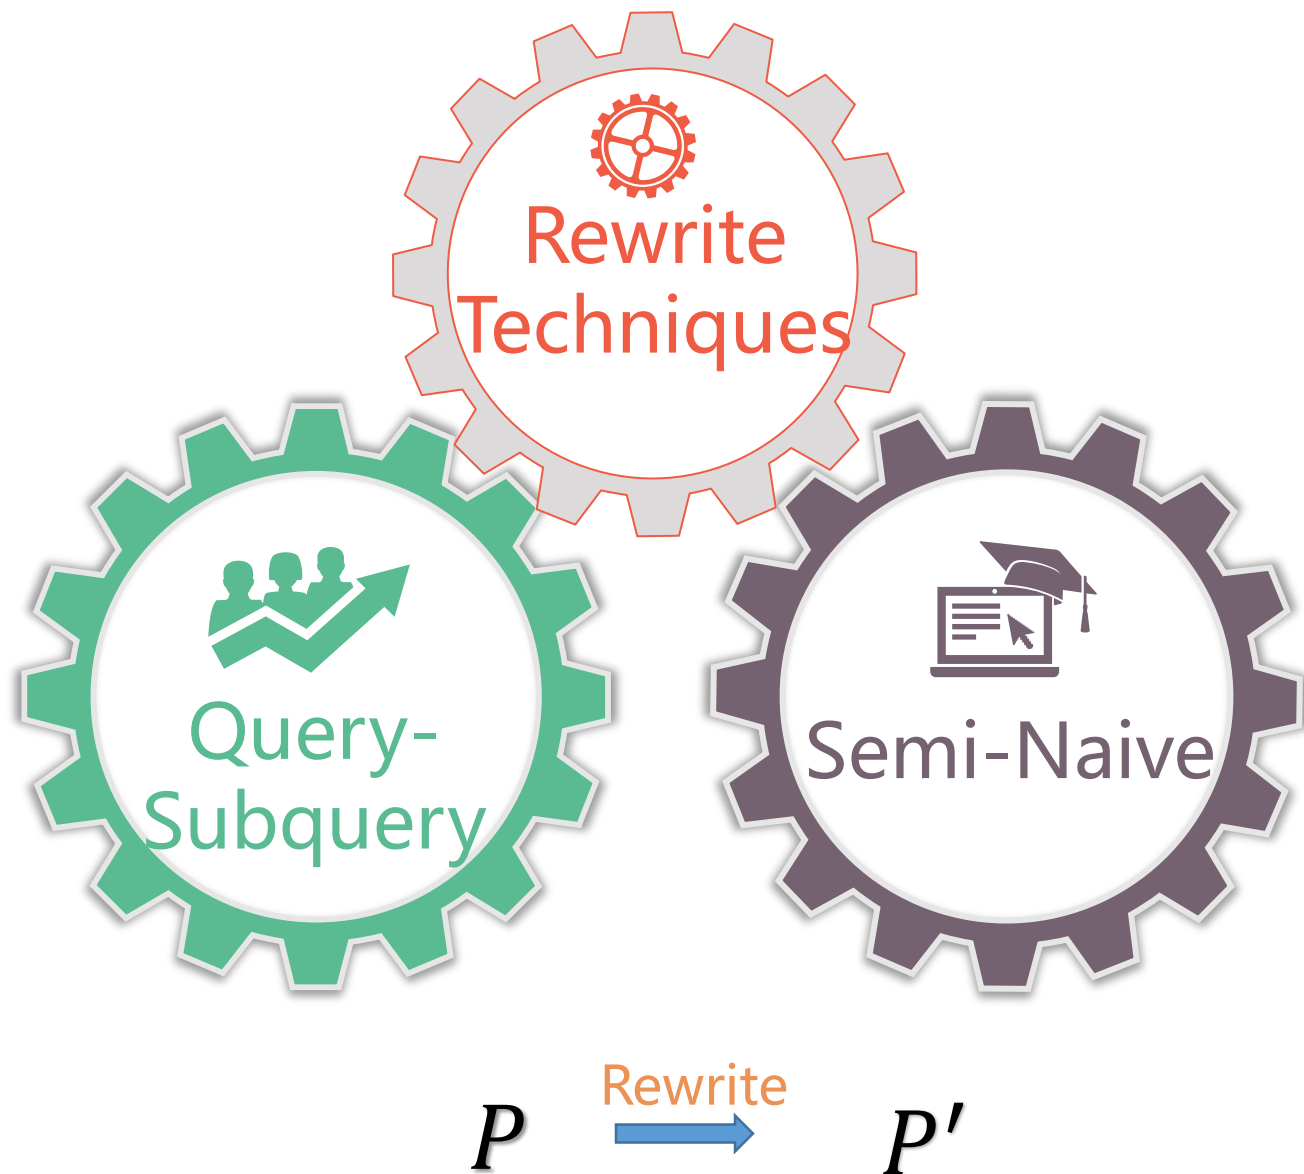 Rewrite
Techniques
Query-
Subquery
Semi-Naive
Rewrite
P P′